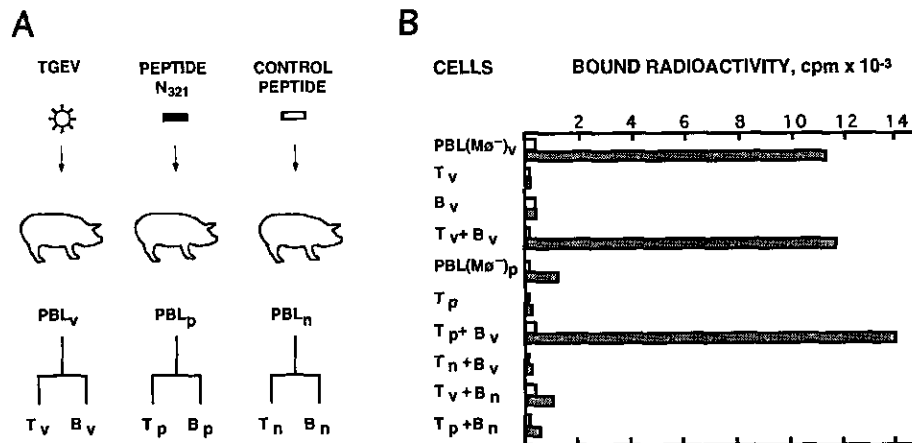 A
TGEV
PEPTIDE
N321
CONTROL
PEPTIDE
PBLv
PBLp
PBLn
Tv Bv
Tp Bp
Tn Bn
B
CELLS
BOUND RADIOACTIVITY, cpm x 10-3
2 4 6 8 10 12 14
PBL(Mø-)v
Tv
Bv
Tv+ Bv
PBL(Mø-)p
Tp
Tp+ Bv
Tn +Bv
Tv +Bn
Tp+Bn